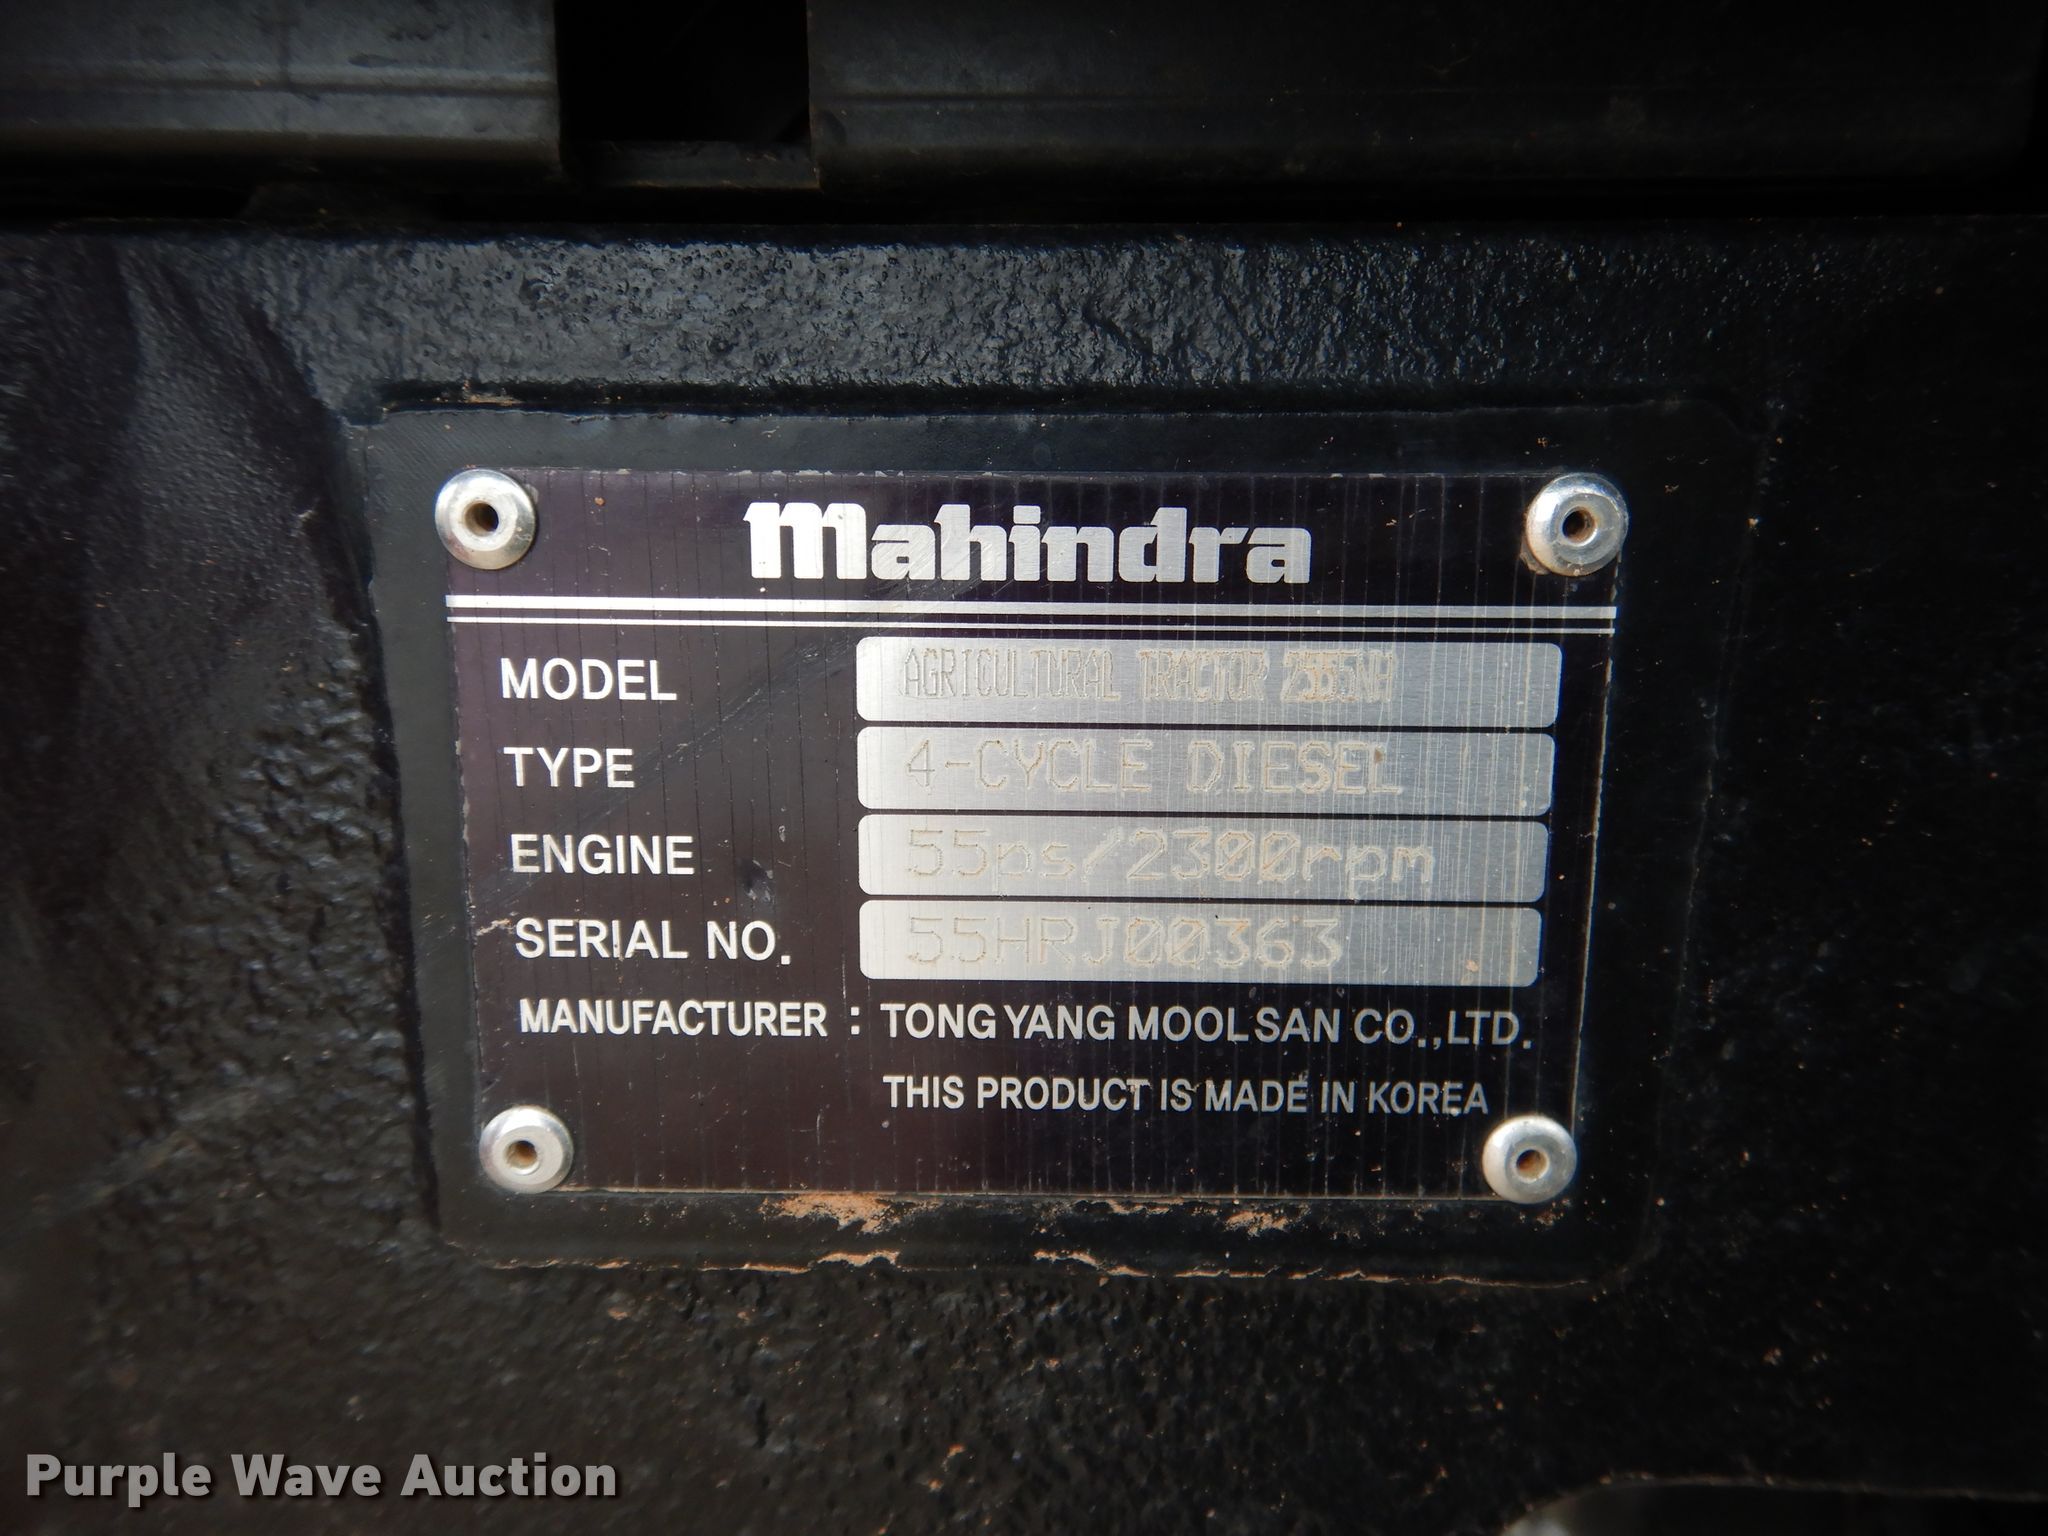 Mahindra
MODEL AGRICULTURAL TRACTOR 2555NH
TYPE 4-CYCLE DIESEL
ENGINE 55ps/2300rpm
SERIAL NO. 55HRJ00363
MANUFACTURER : TONG YANG MOOLSAN CO.,LTD.
THIS PRODUCT IS MADE IN KOREA
Purple Wave Auction